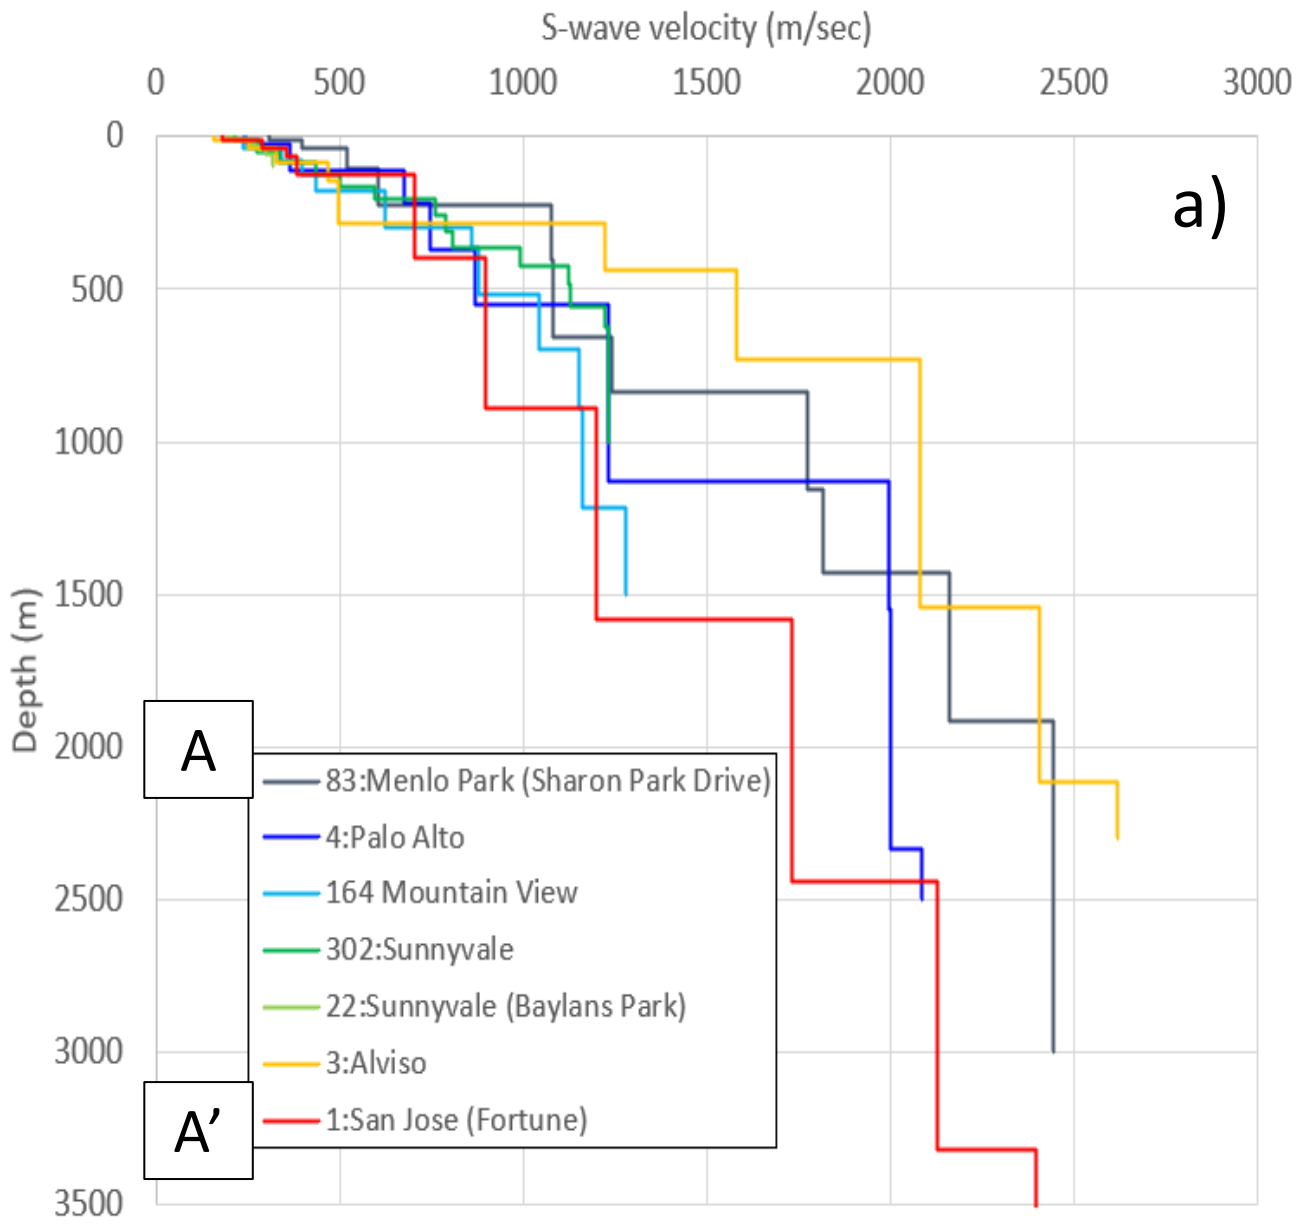 S-wave velocity (m/sec)
0 500 1000 1500 2000 2500 3000
0
a)
500
1000
1500
Depth (m)
2000
2500
3000
3500
A
83:Menlo Park (Sharon Park Drive)
4:Palo Alto
164 Mountain View
302:Sunnyvale
22:Sunnyvale (Baylans Park)
3:Alviso
A’
1:San Jose (Fortune)